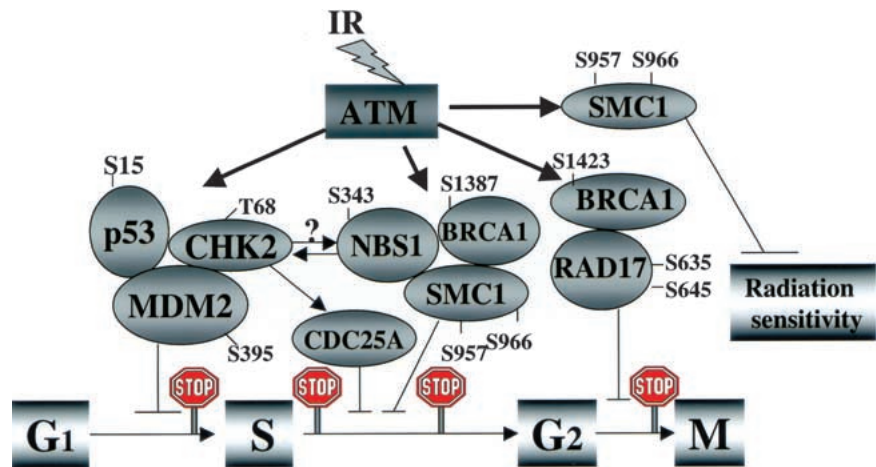 IR
S957 S966
ATM
SMC1
S15
S1423
S1387
S343
T68
BRCA1
p53
?
CHK2
NBS1
BRCA1
RAD17
S635
S645
MDM2
SMC1
Radiation
sensitivity
CDC25A
S395
S957
S966
STOP STOP STOP STOP
G1 S G2 M